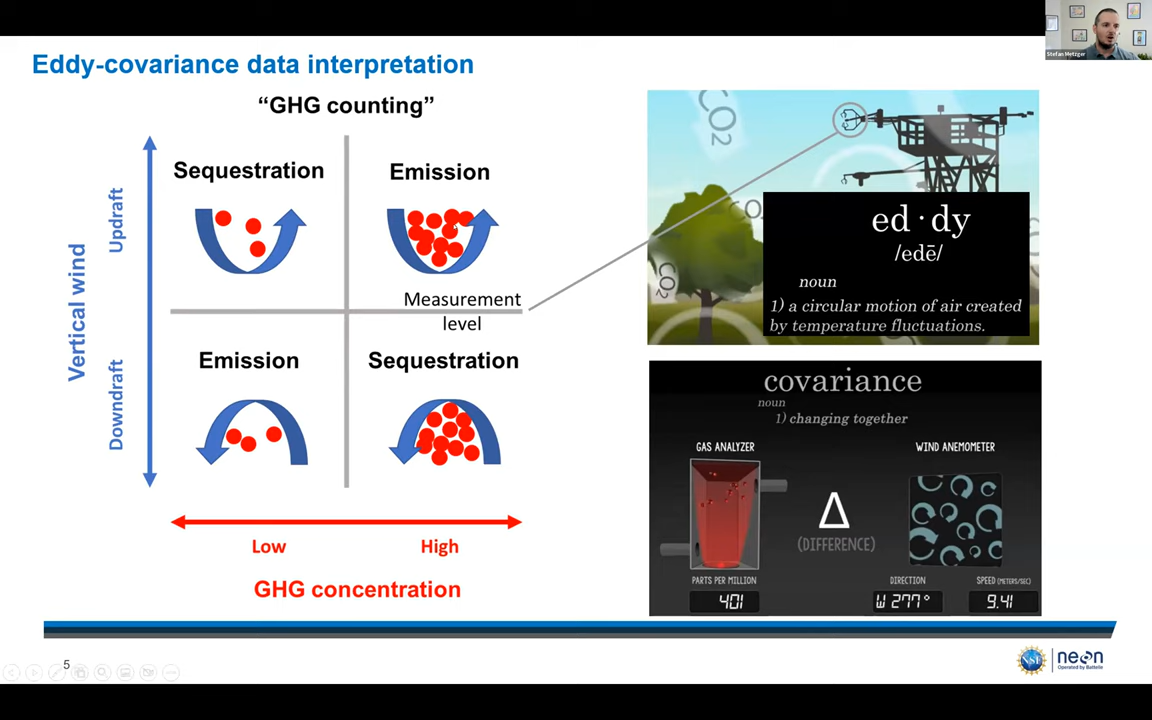 Eddy-covariance data interpretation
Stefan Metzger
“GHG counting”
Sequestration
Emission
Updraft
Vertical wind
Measurement
level
Emission
Sequestration
Downdraft
Low
High
GHG concentration
CO2
CO
CO2
ed · dy
/edē/
noun
1) a circular motion of air created
by temperature fluctuations.
covariance
noun
1) changing together
GAS ANALYZER
WIND ANEMOMETER
Δ
(DIFFERENCE)
PARTS PER MILLION
401
DIRECTION
W 277°
SPEED (METERS/SEC)
9.41
5
NSF
neon
Operated by Battelle